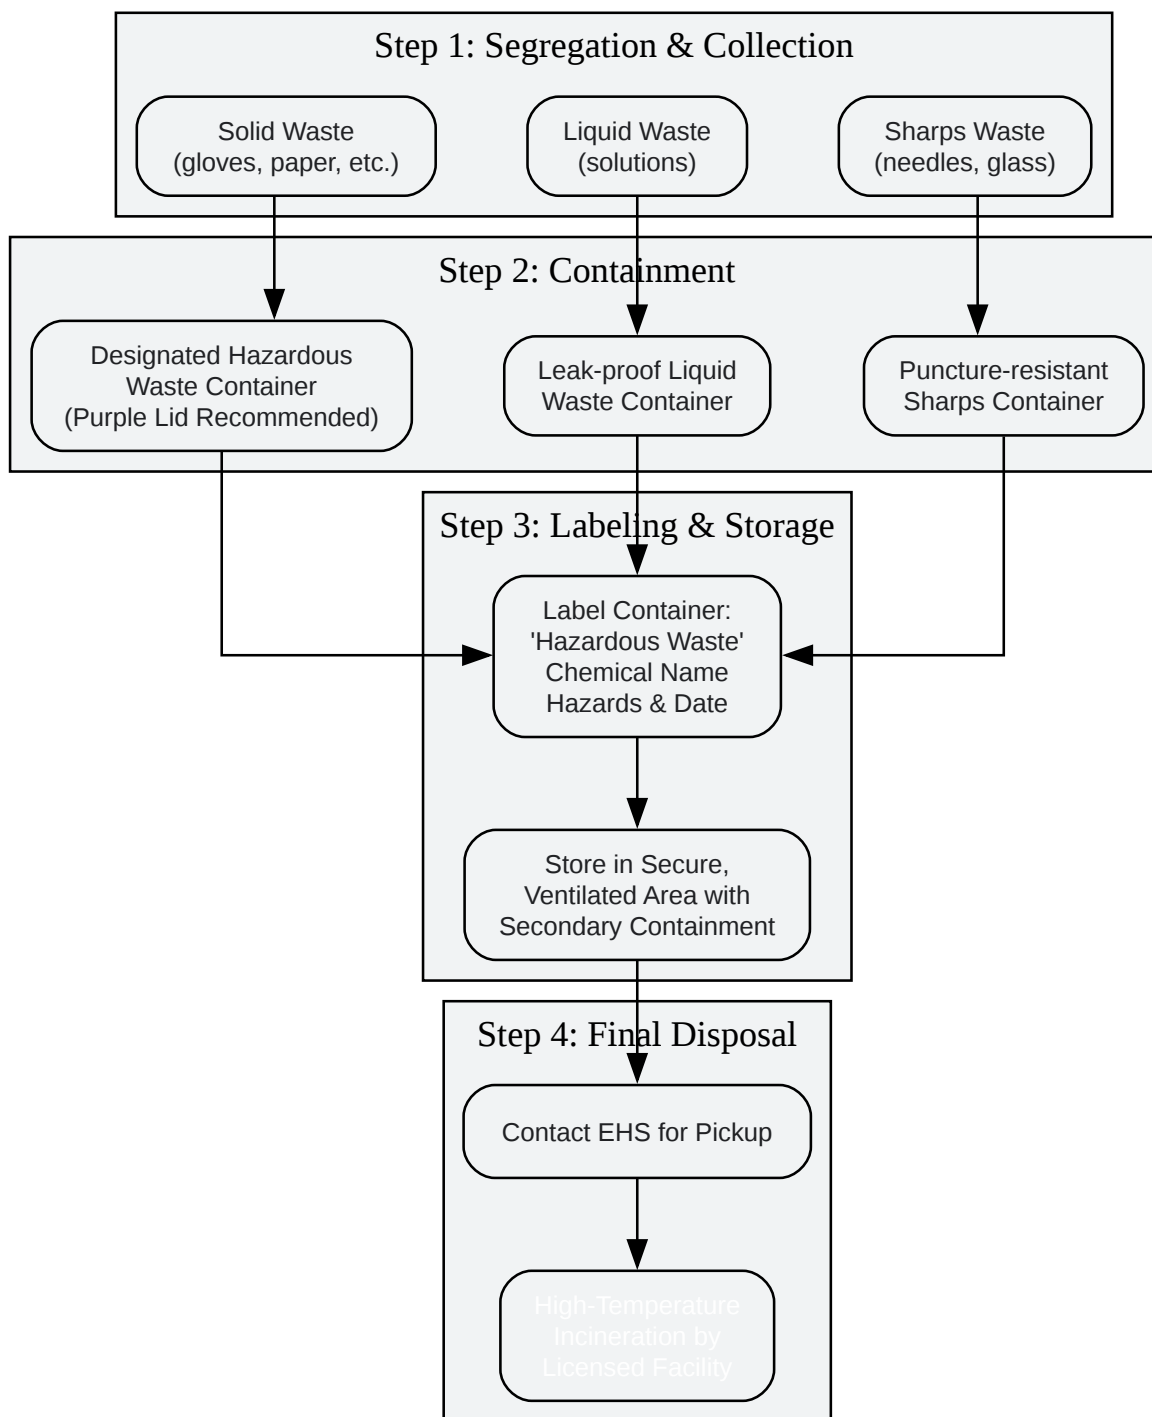 Step 1: Segregation & Collection
Solid Waste
(gloves, paper, etc.)
Liquid Waste
(solutions)
Sharps Waste
(needles, glass)
Step 2: Containment
Designated Hazardous
Waste Container
(Purple Lid Recommended)
Leak-proof Liquid
Waste Container
Puncture-resistant
Sharps Container
Step 3: Labeling & Storage
Label Container:
'Hazardous Waste'
Chemical Name
Hazards & Date
Store in Secure,
Ventilated Area with
Secondary Containment
Step 4: Final Disposal
Contact EHS for Pickup
High-Temperature
Incineration by
Licensed Facility